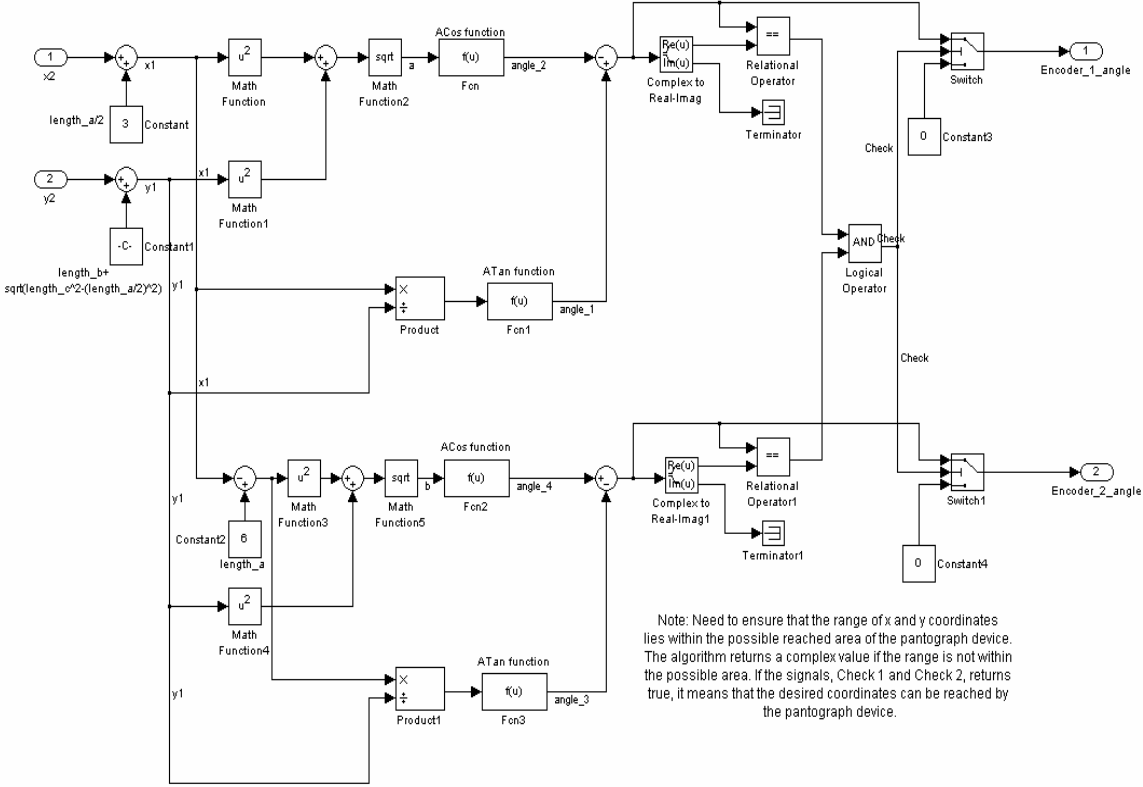 1
x2
x1
length_a/2
3
Constant
u²
Math
Function
sqrt
a
Math
Function2
ACos function
f(u)
Fcn
angle_2
Re(u)
Im(u)
Complex to
Real-Imag
==
Relational
Operator
Terminator
Switch
1
Encoder_1_angle
0
Constant3
Check
2
y2
y1
x1
u²
Math
Function1
-C-
Constant1
length_b+
sqrt(length_c^2-(length_a/2)^2)
y1
×
÷
Product
ATan function
f(u)
Fcn1
angle_1
AND
Check
Logical
Operator
x1
Check
y1
Constant2
6
length_a
u²
Math
Function3
sqrt
b
Math
Function5
ACos function
f(u)
Fcn2
angle_4
Re(u)
Im(u)
Complex to
Real-Imag1
==
Relational
Operator1
Terminator1
Switch1
2
Encoder_2_angle
0
Constant4
u²
Math
Function4
y1
×
÷
Product1
ATan function
f(u)
Fcn3
angle_3
Note: Need to ensure that the range of x and y coordinates
lies within the possible reached area of the pantograph device.
The algorithm returns a complex value if the range is not within
the possible area. If the signals, Check 1 and Check 2, returns
true, it means that the desired coordinates can be reached by
the pantograph device.